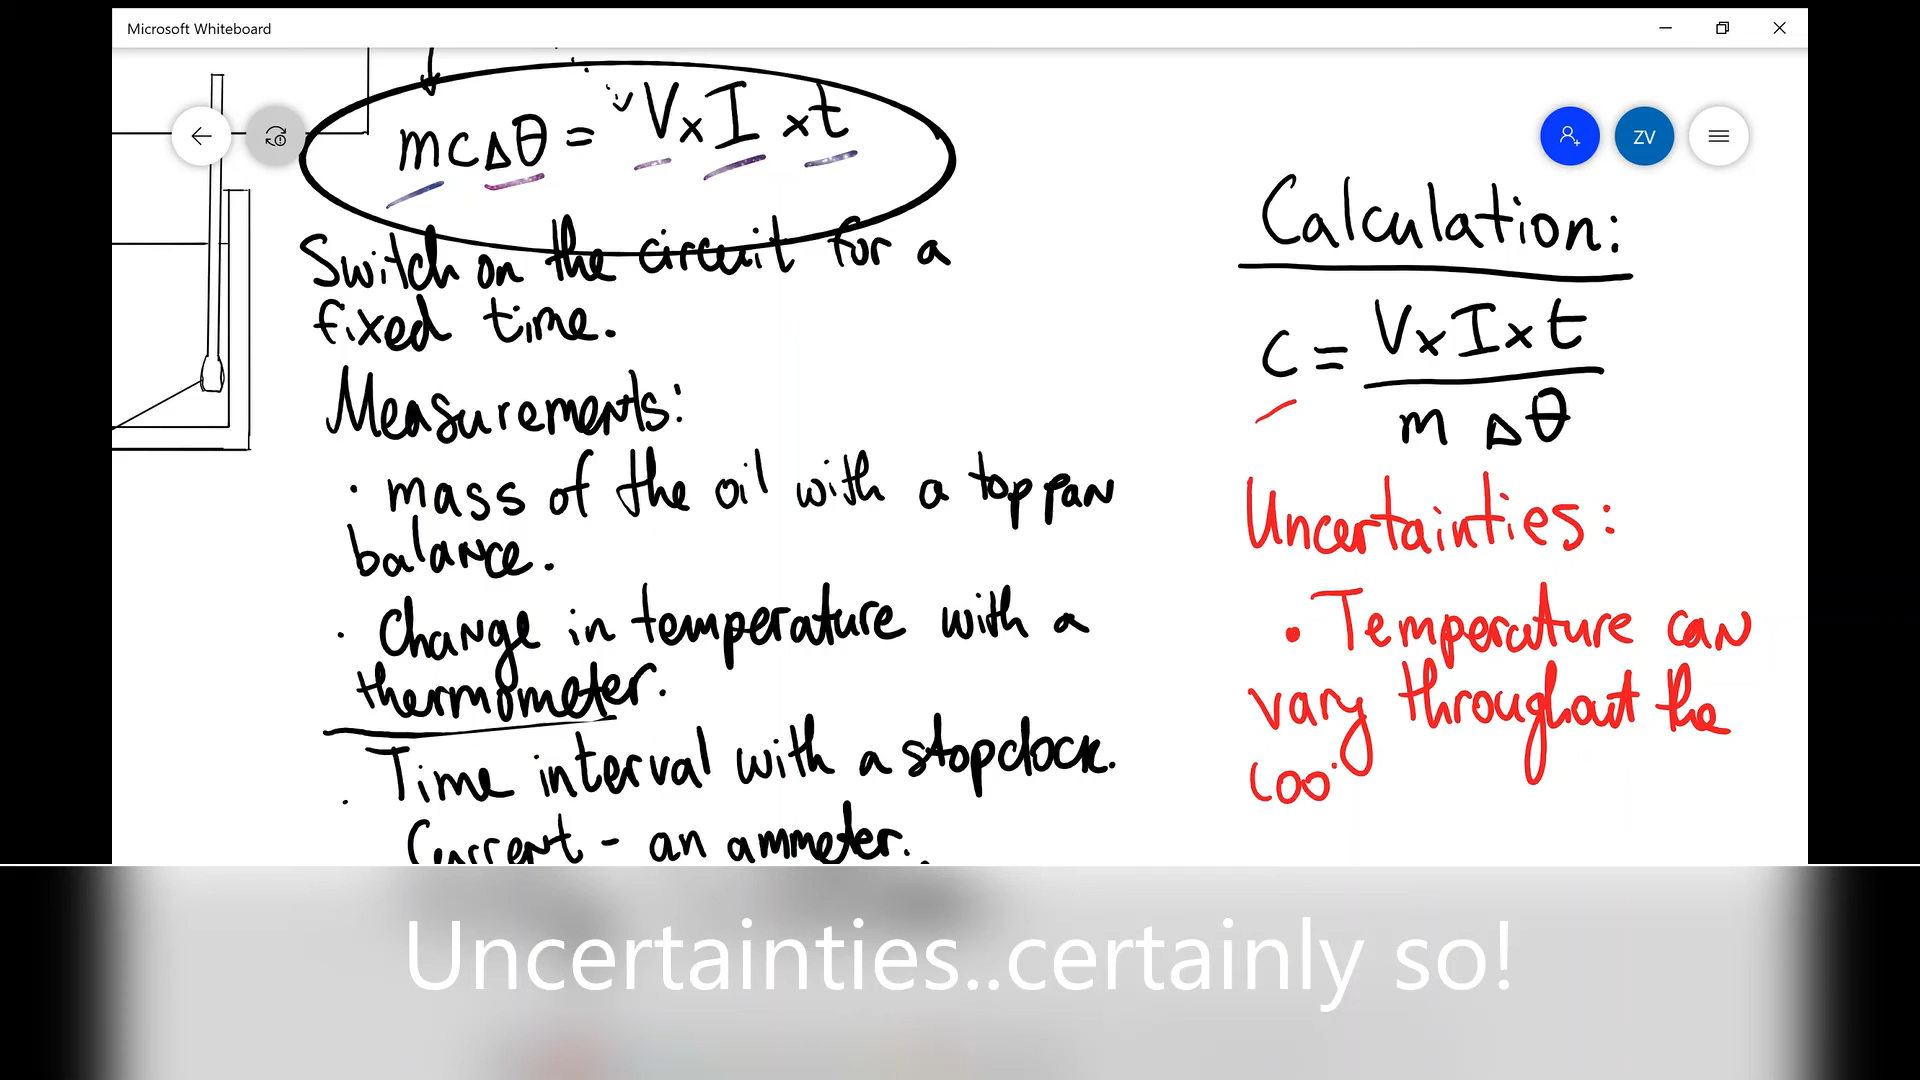 Microsoft Whiteboard
mcΔθ = V x I x t
Switch on the circuit for a
fixed time.
Measurements:
· mass of the oil with a top pan
balance.
· Change in temperature with a
thermometer.
· Time interval with a stopclock.
Current - an ammeter.
ZV
Calculation:
c = V x I x t
m Δθ
Uncertainties:
• Temperature can
vary throughout the
coo
Uncertainties..certainly so!